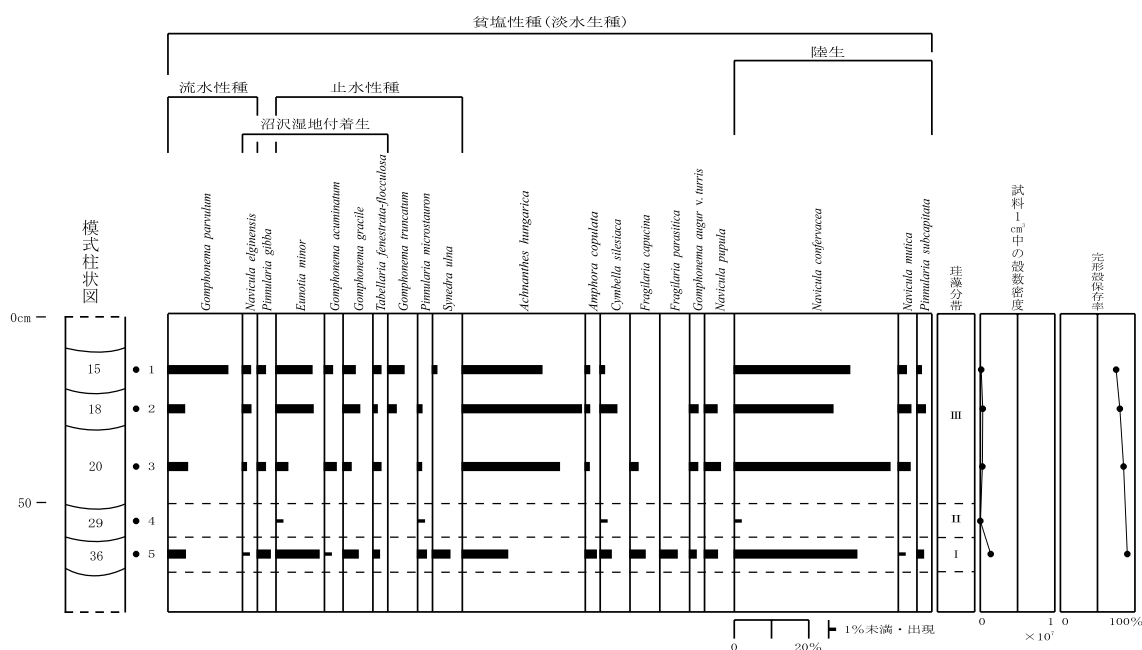 貧塩性種(淡水生種)
陸生
流水性種
止水性種
沼沢湿地付着生
模式柱状図
Gomphonema parvulum
Navicula elginensis
Pinnularia gibba
Eunotia minor
Gomphonema acuminatum
Gomphonema gracile
Tabellaria fenestrata-flocculosa
Gomphonema truncatum
Pinnularia microstauron
Synedra ulna
Achnanthes hungarica
Amphora copulata
Cymbella silesiaca
Fragilaria capucina
Fragilaria parasitica
Gomphonema angur v. turris
Navicula pupula
Navicula confervacea
Navicula mutica
Pinnularia subcapitata
珪藻分帯
試料1cm³中の殻数密度
完形殻保存率
0cm
15
1
18
2
III
20
3
50
29
4
II
36
5
I
0
20%
1%未満・出現
0
1
×10⁷
0
100%